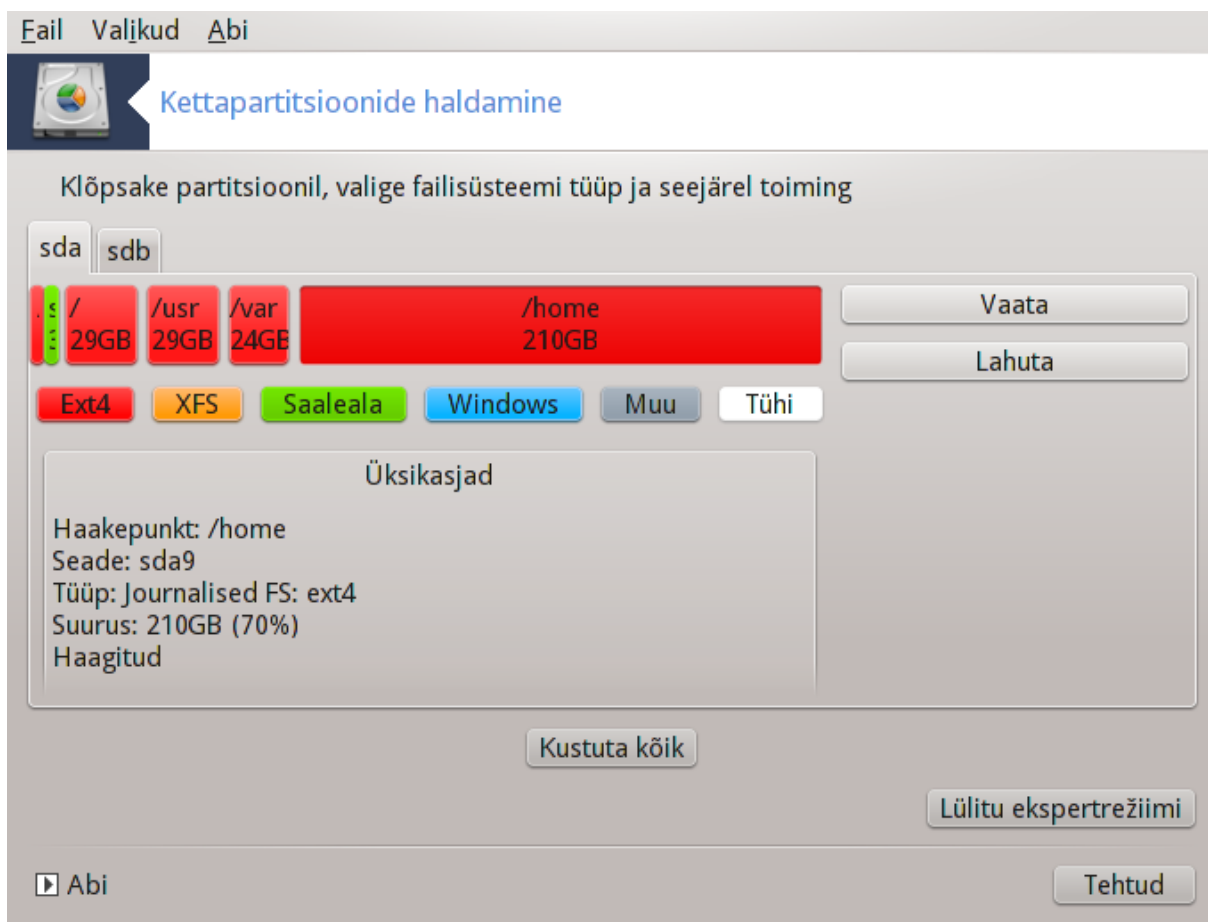 Fail Valikud Abi
Kettapartitsioonide haldamine
Klõpsake partitsioonil, valige failisüsteemi tüüp ja seejärel toiming
sda sdb
/ /usr /var /home
29GB 29GB 24GB 210GB
Vaata
Lahuta
Ext4 XFS Saaleala Windows Muu Tühi
Üksikasjad
Haakepunkt: /home
Seade: sda9
Tüüp: Journalised FS: ext4
Suurus: 210GB (70%)
Haagitud
Kustuta kõik
Lülitu ekspertrežiimi
Abi
Tehtud